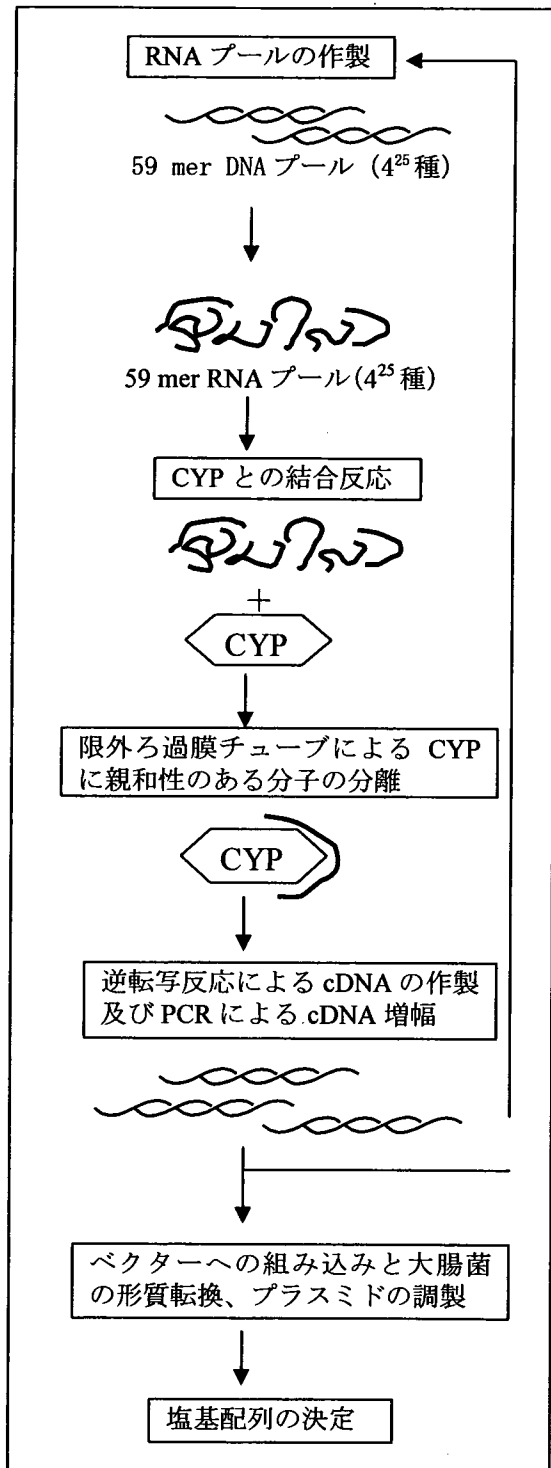 RNA プールの作製
59 mer DNA プール (4²⁵種)
59 mer RNA プール(4²⁵種)
CYP との結合反応
+
CYP
限外ろ過膜チューブによる CYP
に親和性のある分子の分離
CYP
逆転写反応による cDNA の作製
及び PCR による cDNA 増幅
ベクターへの組み込みと大腸菌
の形質転換、プラスミドの調製
塩基配列の決定